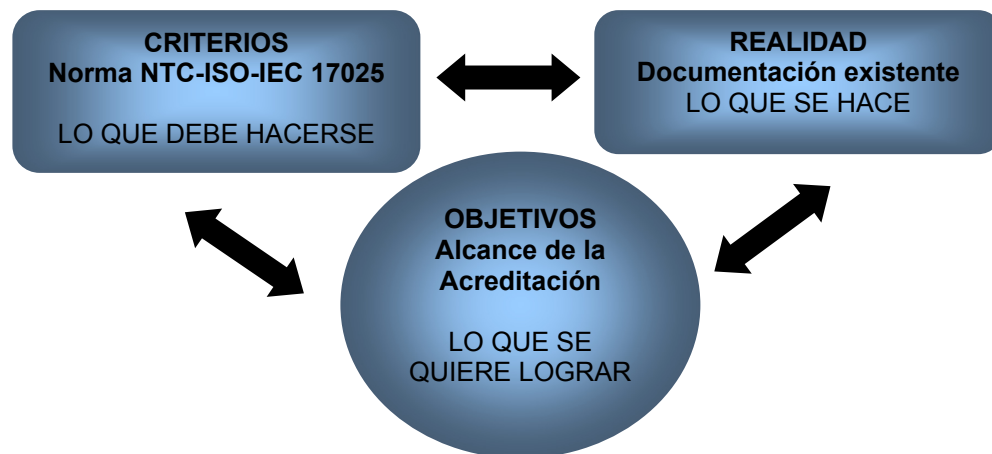 CRITERIOS
Norma NTC-ISO-IEC 17025
LO QUE DEBE HACERSE
REALIDAD
Documentación existente
LO QUE SE HACE
OBJETIVOS
Alcance de la
Acreditación
LO QUE SE
QUIERE LOGRAR